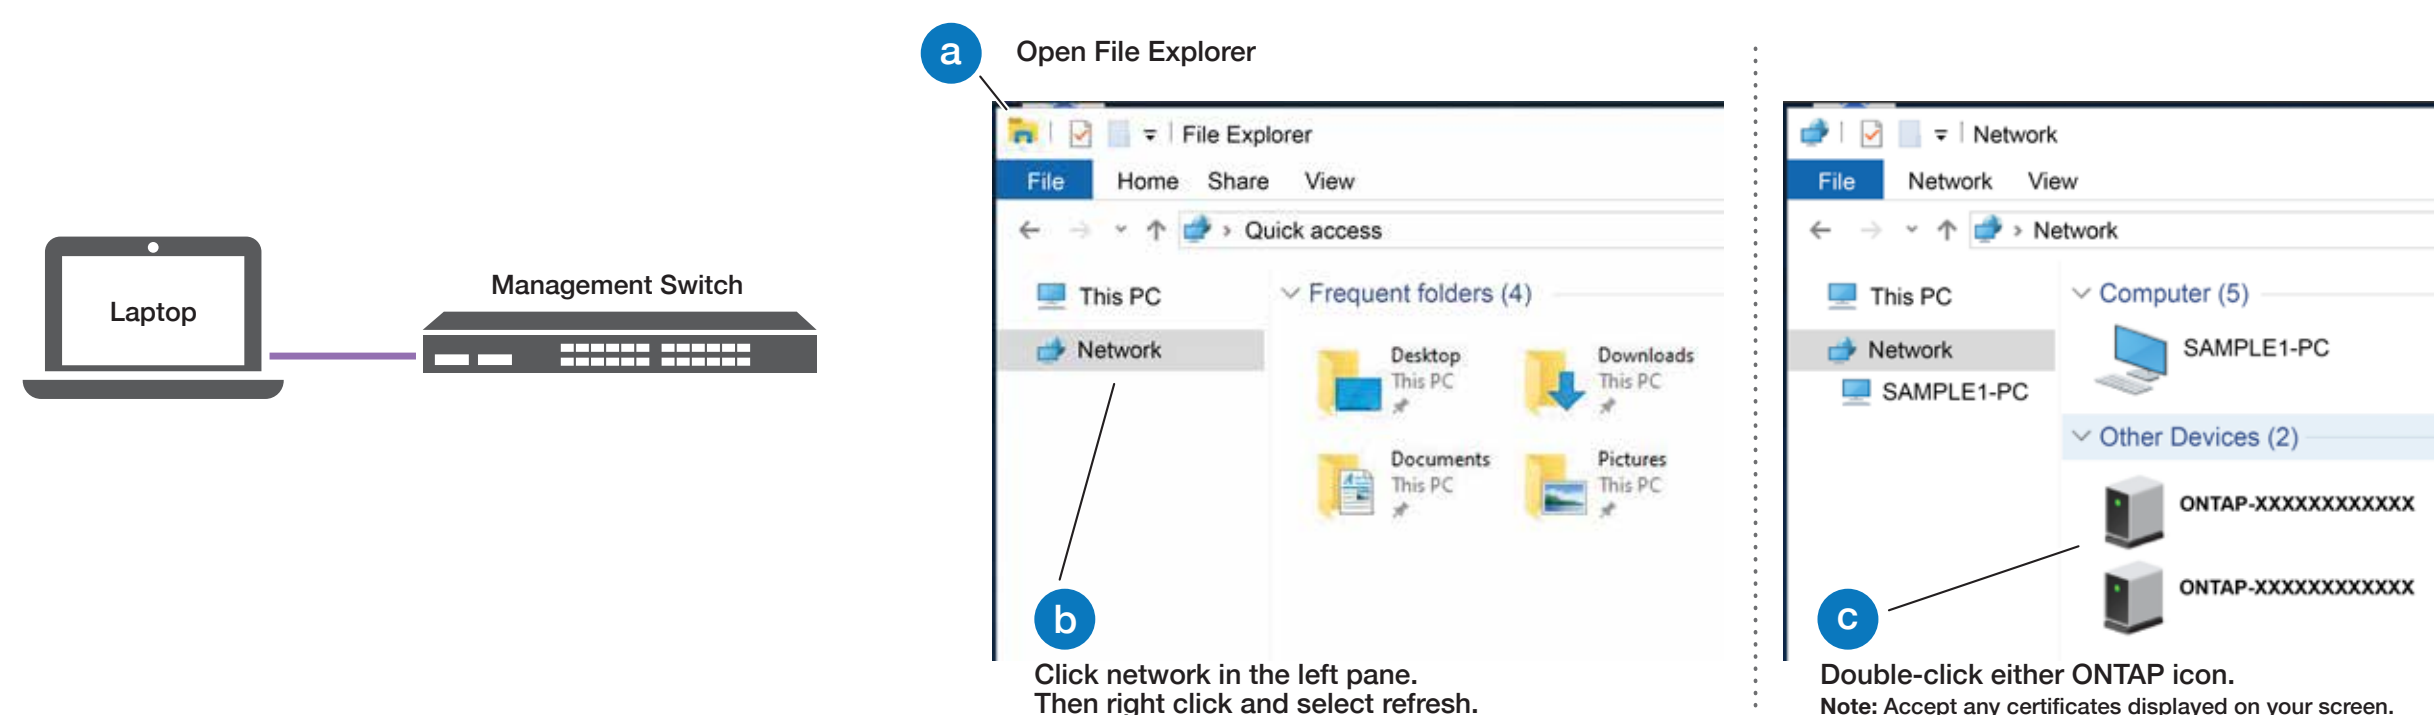 Laptop
Management Switch
a
Open File Explorer
File Explorer
File Home Share View
Quick access
This PC
Network
Frequent folders (4)
Desktop
This PC
Downloads
This PC
Documents
This PC
Pictures
This PC
b
Click network in the left pane.
Then right click and select refresh.
Network
File Network View
Network
This PC
Network
SAMPLE1-PC
Computer (5)
SAMPLE1-PC
Other Devices (2)
ONTAP-XXXXXXXXXXXX
ONTAP-XXXXXXXXXXXX
c
Double-click either ONTAP icon.
Note: Accept any certificates displayed on your screen.